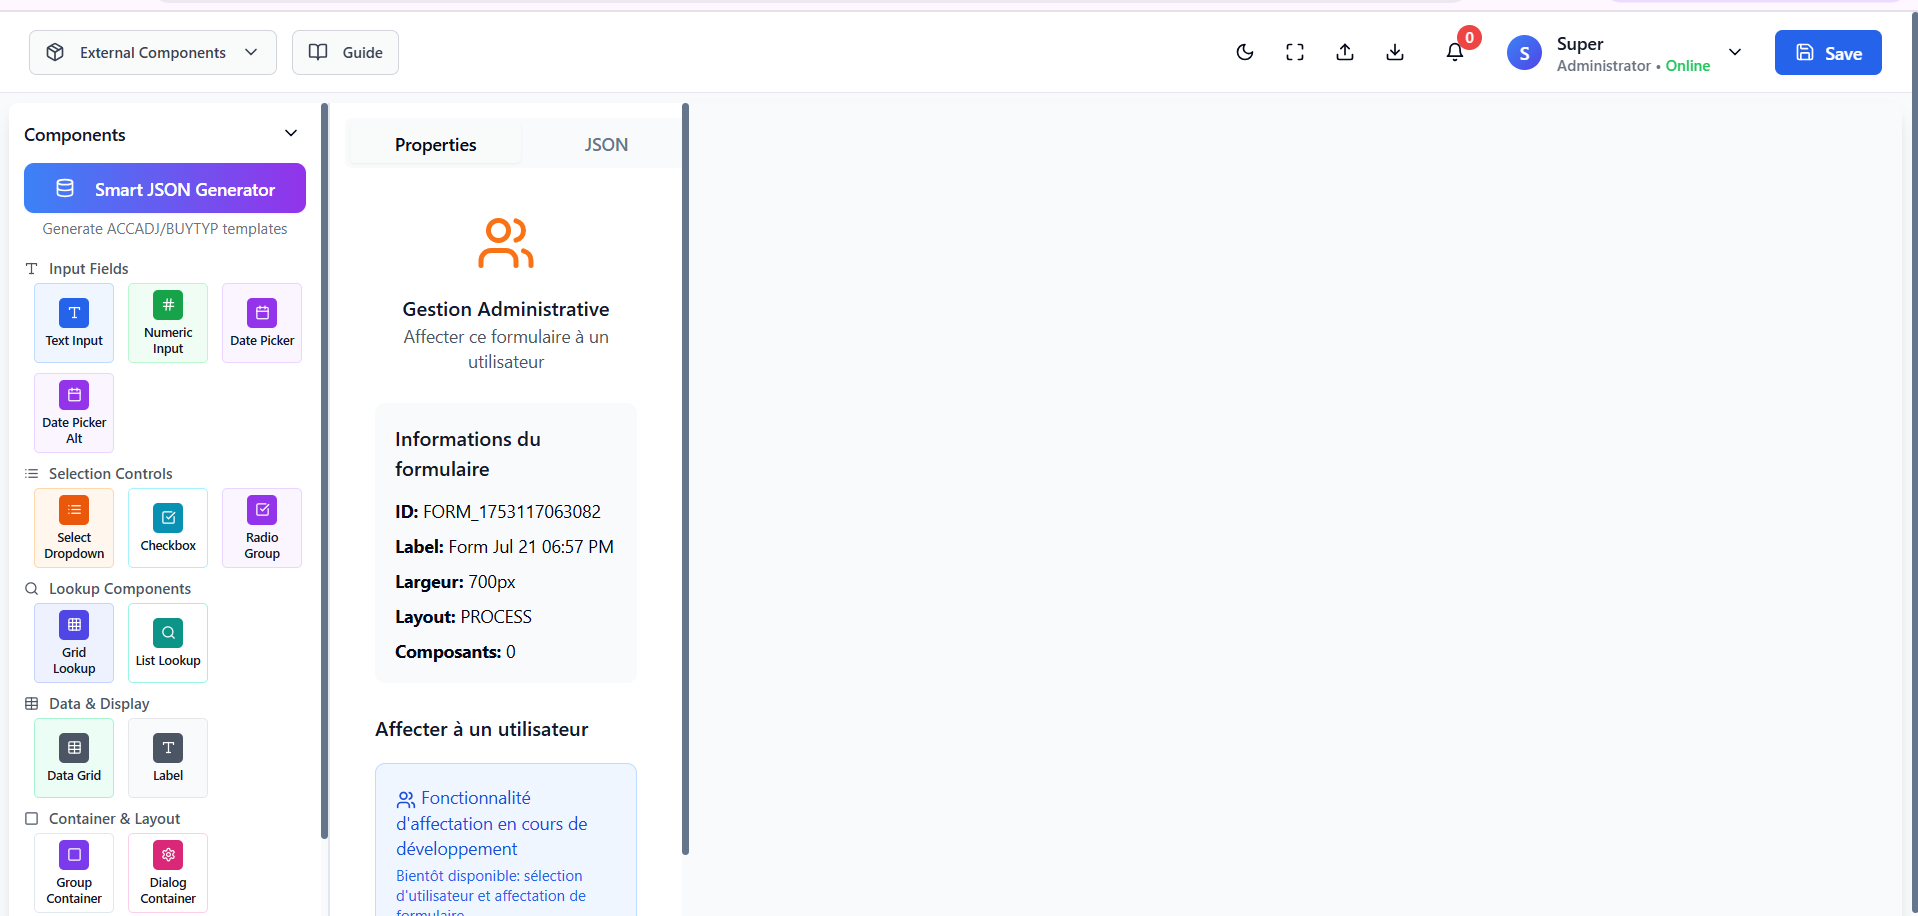 External Components
Guide
0
S
Super
Administrator • Online
Save
Components
Smart JSON Generator
Generate ACCADJ/BUYTYP templates
Input Fields
Text Input
Numeric
Input
Date Picker
Date Picker
Alt
Selection Controls
Select
Dropdown
Checkbox
Radio
Group
Lookup Components
Grid
Lookup
List Lookup
Data & Display
Data Grid
Label
Container & Layout
Group
Container
Dialog
Container
Properties
JSON
Gestion Administrative
Affecter ce formulaire à un
utilisateur
Informations du
formulaire
ID: FORM_1753117063082
Label: Form Jul 21 06:57 PM
Largeur: 700px
Layout: PROCESS
Composants: 0
Affecter à un utilisateur
Fonctionnalité
d'affectation en cours de
développement
Bientôt disponible: sélection
d'utilisateur et affectation de
formulaire